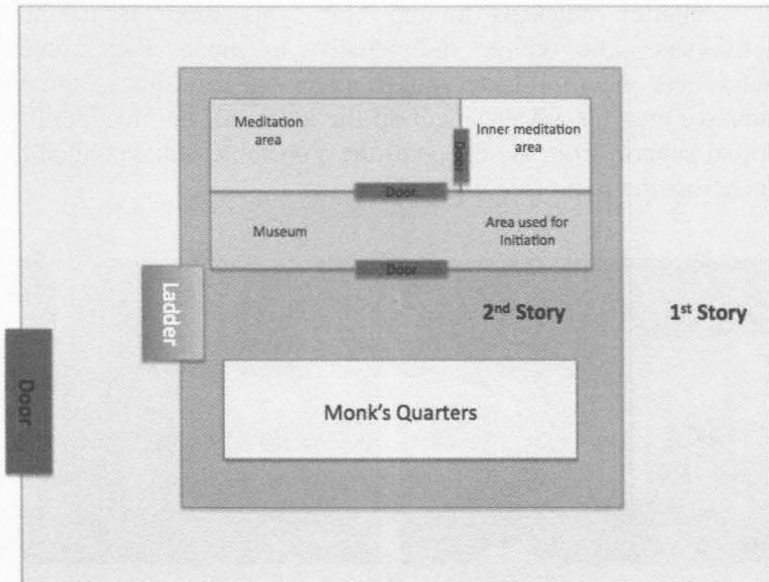 Meditation
area
Inner meditation
area
Door
Door
Museum
Area used for
Initiation
Door
Ladder
2nd Story
1st Story
Door
Monk's Quarters